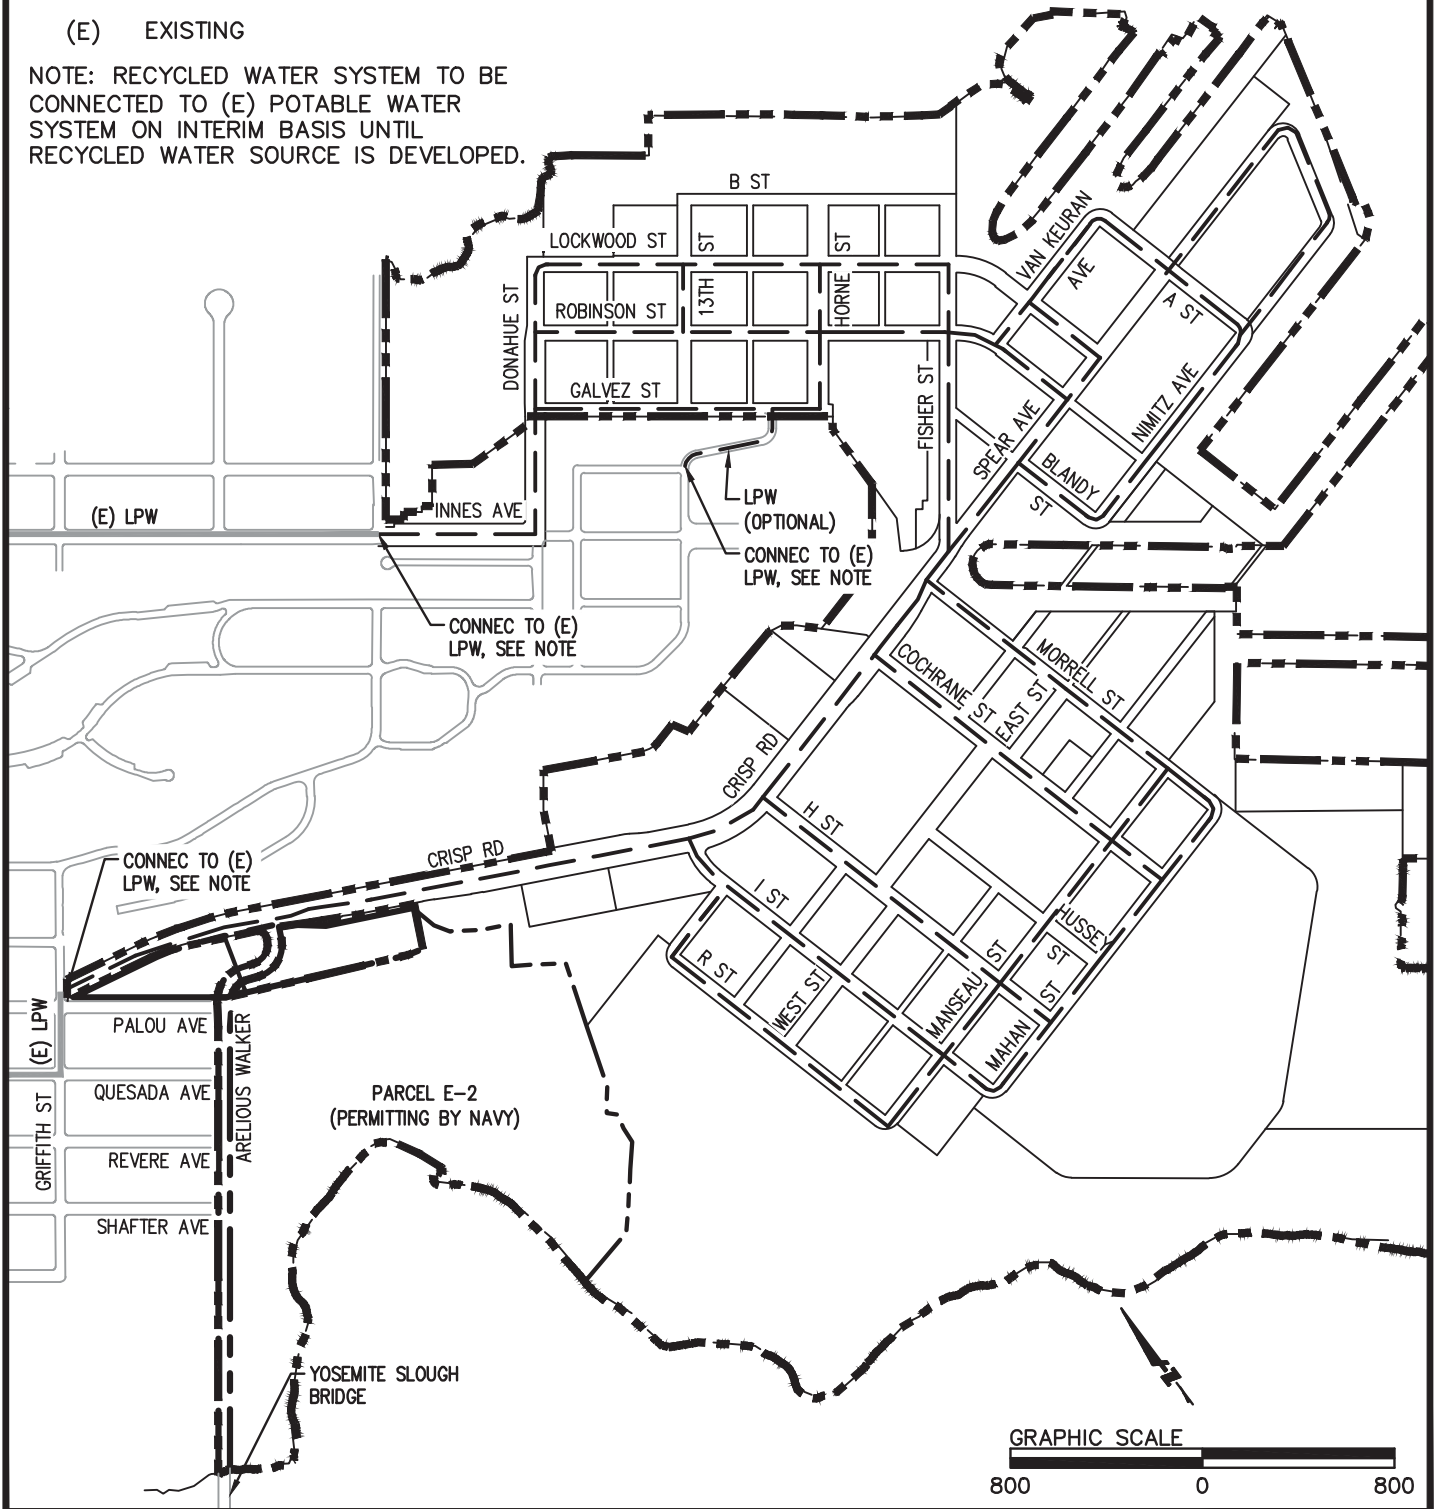 (E) EXISTING
NOTE: RECYCLED WATER SYSTEM TO BE
CONNECTED TO (E) POTABLE WATER
SYSTEM ON INTERIM BASIS UNTIL
RECYCLED WATER SOURCE IS DEVELOPED.
B ST
LOCKWOOD ST
13TH ST
HORNE ST
VAN KEURAN
AVE
A ST
DONAHUE ST
ROBINSON ST
GALVEZ ST
FISHER ST
SPEAR AVE
NIMITZ AVE
BLANDY
ST
(E) LPW
INNES AVE
LPW
(OPTIONAL)
CONNEC TO (E)
LPW, SEE NOTE
CONNEC TO (E)
LPW, SEE NOTE
COCHRANE ST
EAST ST
MORRELL ST
CRISP RD
H ST
CRISP RD
CONNEC TO (E)
LPW, SEE NOTE
I ST
R ST
WEST ST
MANSEAU ST
HUSSEY
ST
MAHAN ST
(E) LPW
PALOU AVE
QUESADA AVE
REVERE AVE
SHAFTER AVE
GRIFFITH ST
ARELIOUS WALKER
PARCEL E-2
(PERMITTING BY NAVY)
YOSEMITE SLOUGH
BRIDGE
N
GRAPHIC SCALE
800 0 800